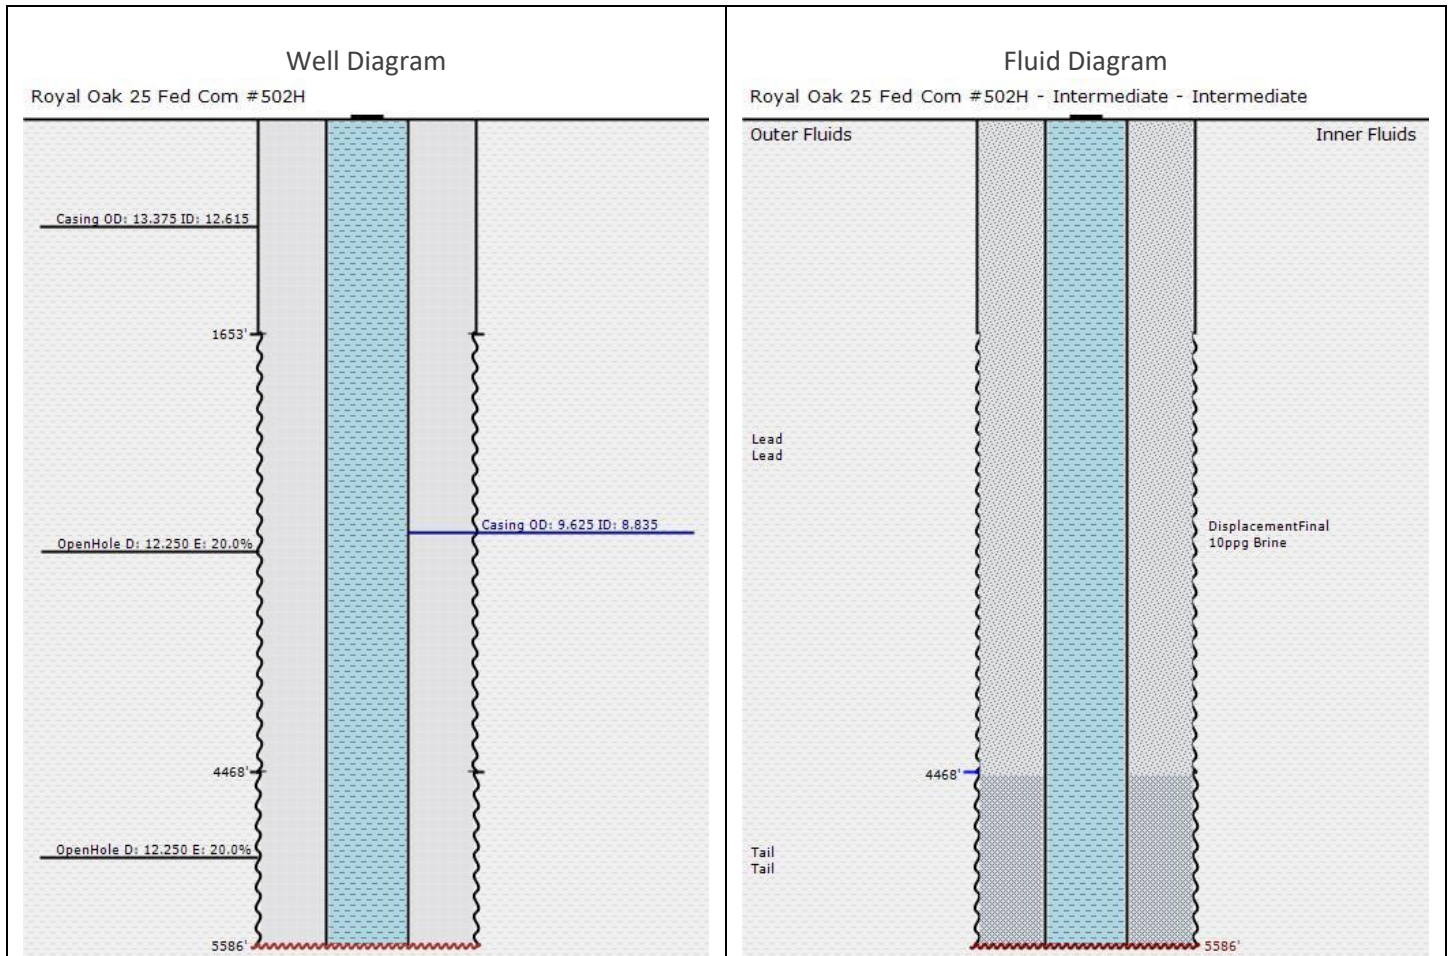 Well Diagram
Royal Oak 25 Fed Com #502H
Casing OD: 13.375 ID: 12.615
1653'
Casing OD: 9.625 ID: 8.835
OpenHole D: 12.250 E: 20.0%
4468'
OpenHole D: 12.250 E: 20.0%
5586'
Fluid Diagram
Royal Oak 25 Fed Com #502H - Intermediate - Intermediate
Outer Fluids
Inner Fluids
Lead
Lead
DisplacementFinal
10ppg Brine
4468'
Tail
Tail
5586'